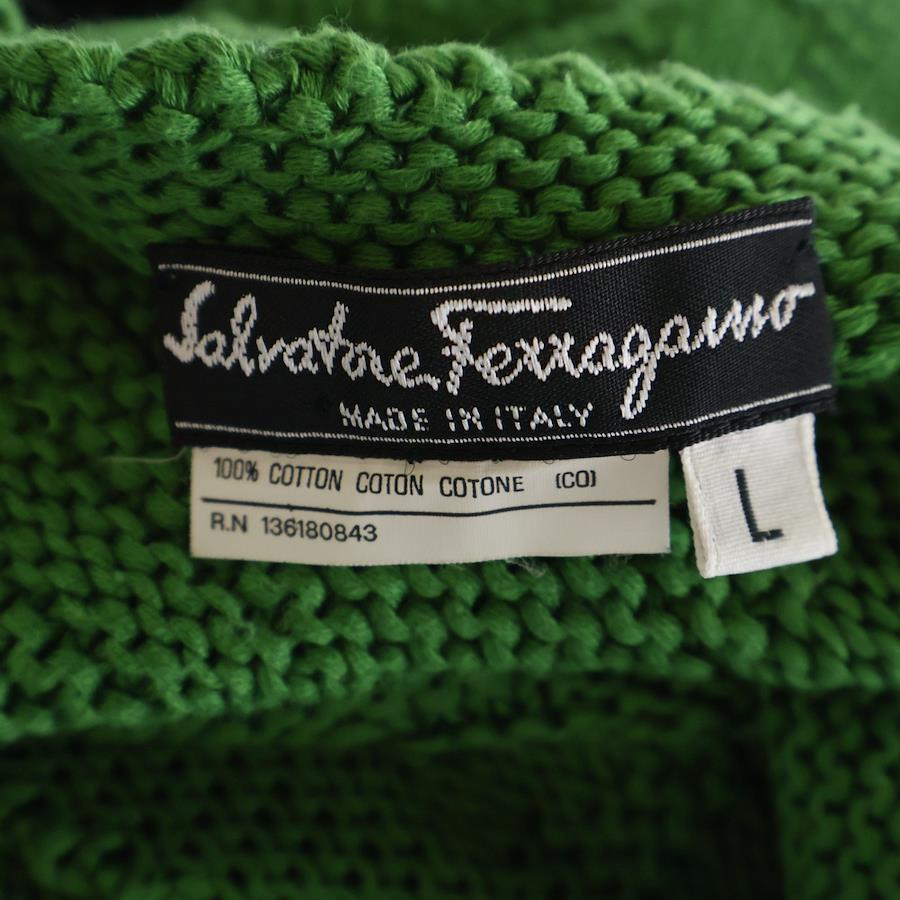 Salvatore Ferragamo
MADE IN ITALY
100% COTTON COTON COTONE (CO)
R.N 136180843
L